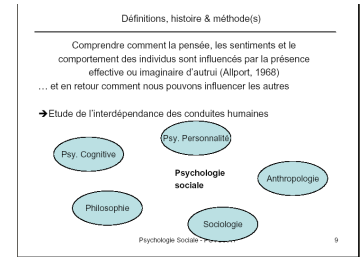 Définitions, histoire & méthode(s)
Comprendre comment la pensée, les sentiments et le
comportement des individus sont influencés par la présence
effective ou imaginaire d'autrui (Allport, 1968)
… et en retour comment nous pouvons influencer les autres
➔Etude de l'interdépendance des conduites humaines
Psy. Personnalité
Psy. Cognitive
Psychologie
sociale
Anthropologie
Philosophie
Sociologie
Psychologie Sociale -
9